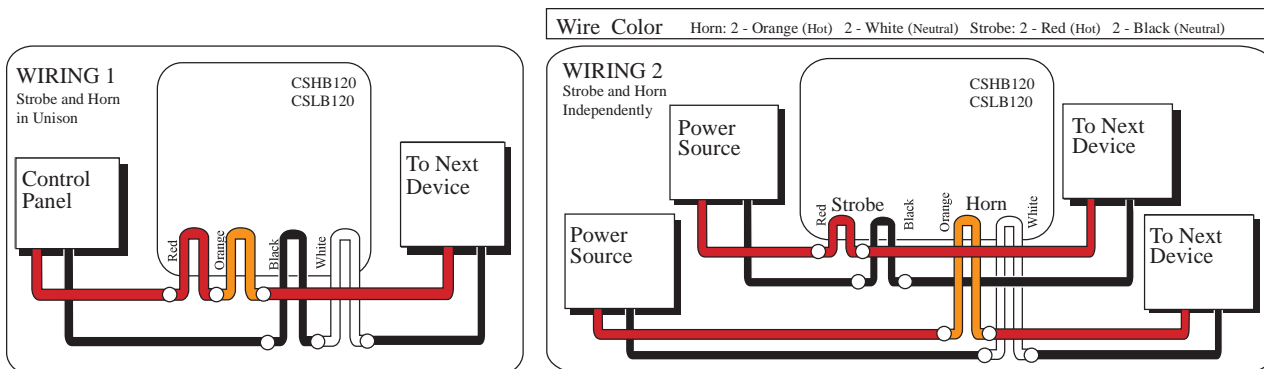 Wire Color Horn: 2 - Orange (Hot) 2 - White (Neutral) Strobe: 2 - Red (Hot) 2 - Black (Neutral)
WIRING 1
Strobe and Horn
in Unison
CSHB120
CSLB120
Control
Panel
To Next
Device
Red
Orange
Black
White
WIRING 2
Strobe and Horn
Independently
CSHB120
CSLB120
Power
Source
To Next
Device
Red
Strobe
Black
Orange
Horn
White
Power
Source
To Next
Device